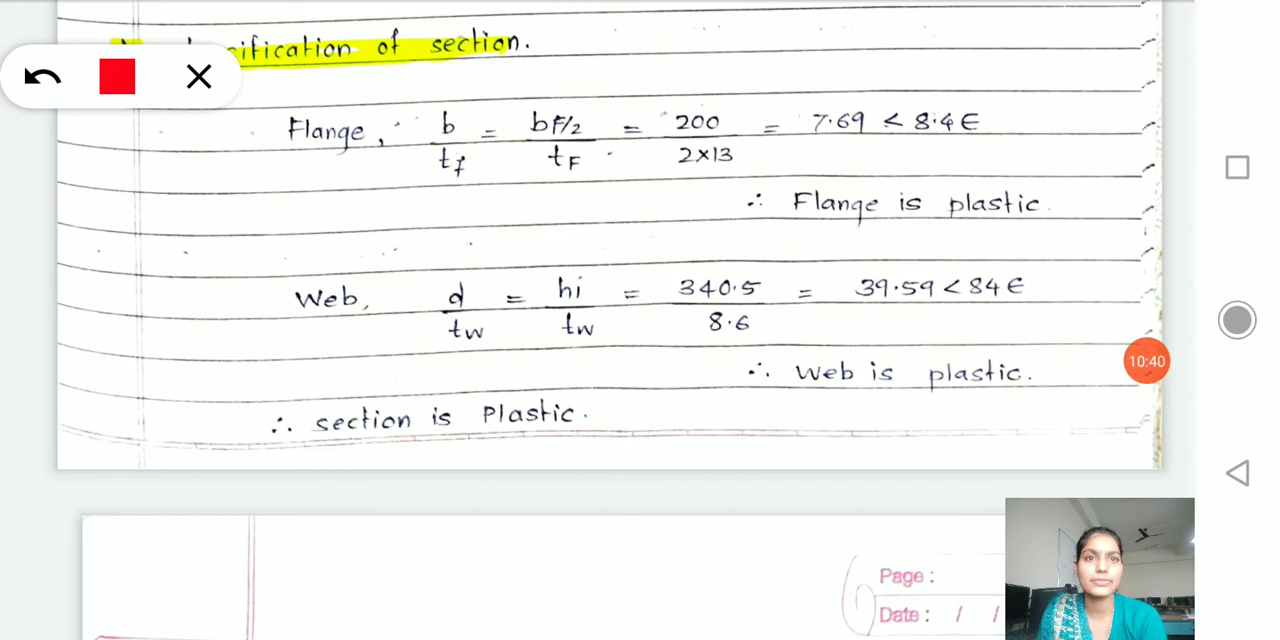 ification of section.
Flange, b/tf = bF/2/tF = 200/2×13 = 7.69 < 8.4ϵ
∴ Flange is plastic.
Web, d/tw = hi/tw = 340.5/8.6 = 39.59 < 84ϵ
∴ Web is plastic.
∴ section is Plastic.
10:40
Page :
Date : / /